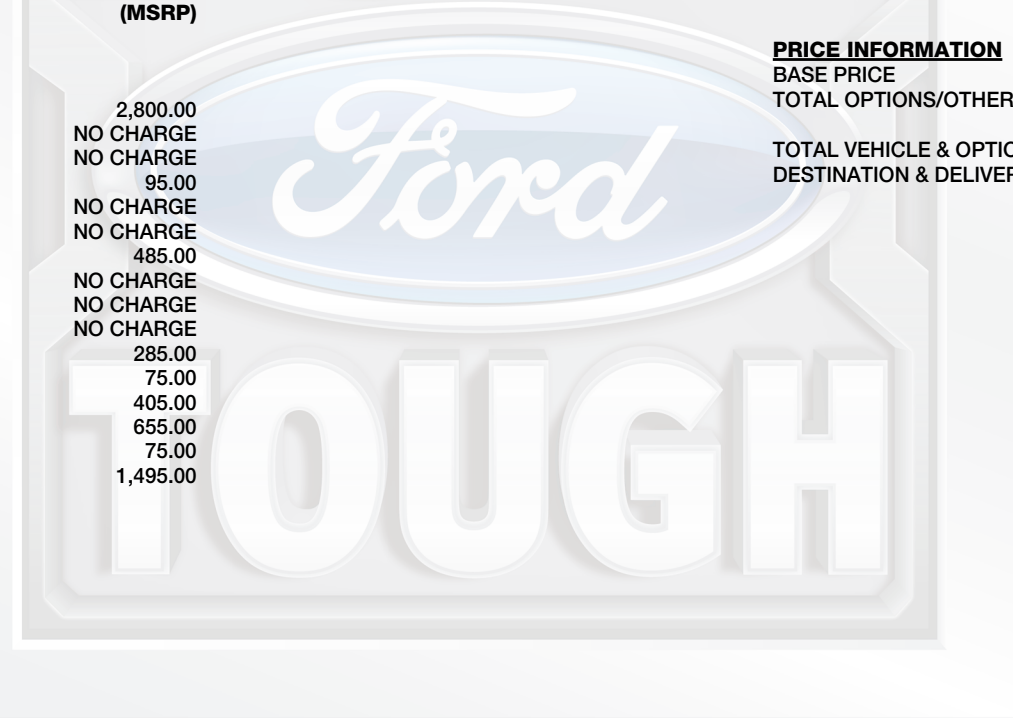 (MSRP)
2,800.00
NO CHARGE
NO CHARGE
95.00
NO CHARGE
NO CHARGE
485.00
NO CHARGE
NO CHARGE
NO CHARGE
285.00
75.00
405.00
655.00
75.00
1,495.00
PRICE INFORMATION
BASE PRICE
TOTAL OPTIONS/OTHER
TOTAL VEHICLE & OPTIO
DESTINATION & DELIVER
Ford
TOUGH